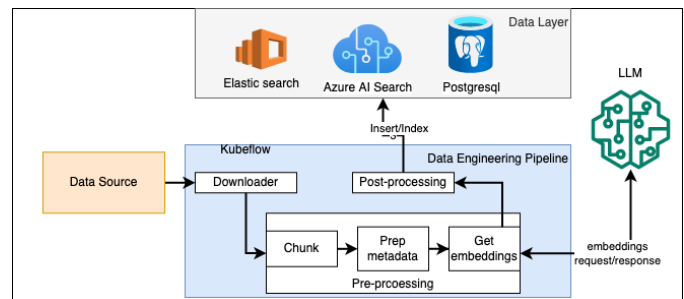 Data Layer
Elastic search
Azure AI Search
Postgresql
LLM
Insert/Index
Kubeflow
Data Engineering Pipeline
Data Source
Downloader
Post-processing
Chunk
Prep
metadata
Get
embeddings
embeddings
request/response
Pre-prcoessing